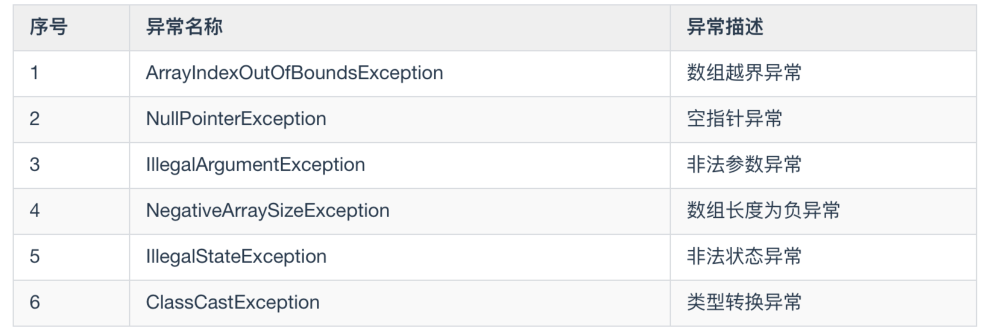 序号 异常名称 异常描述
1 ArrayIndexOutOfBoundsException 数组越界异常
2 NullPointerException 空指针异常
3 IllegalArgumentException 非法参数异常
4 NegativeArraySizeException 数组长度为负异常
5 IllegalStateException 非法状态异常
6 ClassCastException 类型转换异常